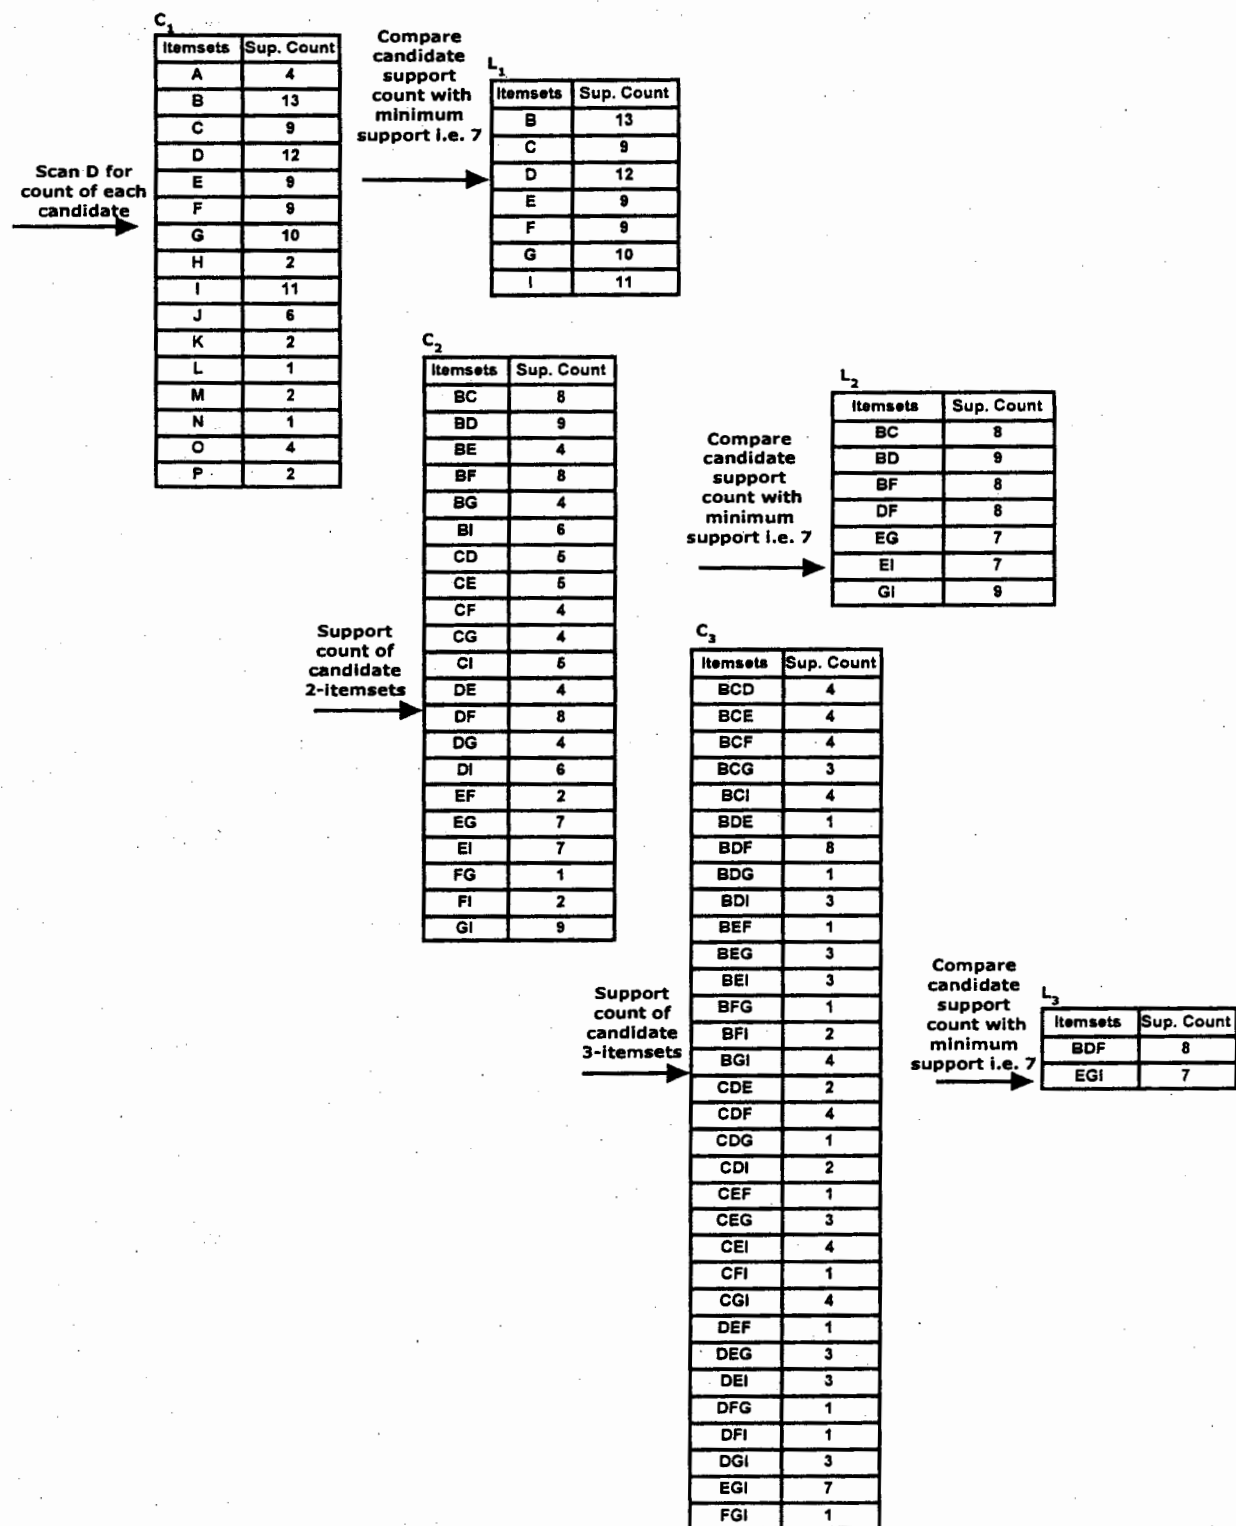 C1
Itemsets Sup. Count
A 4
B 13
C 9
D 12
E 9
F 9
G 10
H 2
I 11
J 6
K 2
L 1
M 2
N 1
O 4
P 2
Scan D for
count of each
candidate
Compare
candidate
support
count with
minimum
support i.e. 7
L1
Itemsets Sup. Count
B 13
C 9
D 12
E 9
F 9
G 10
I 11
C2
Itemsets Sup. Count
BC 8
BD 9
BE 4
BF 8
BG 4
BI 6
CD 5
CE 5
CF 4
CG 4
CI 5
DE 4
DF 8
DG 4
DI 6
EF 2
EG 7
EI 7
FG 1
FI 2
GI 9
Support
count of
candidate
2-itemsets
Compare
candidate
support
count with
minimum
support i.e. 7
L2
Itemsets Sup. Count
BC 8
BD 9
BF 8
DF 8
EG 7
EI 7
GI 9
C3
Itemsets Sup. Count
BCD 4
BCE 4
BCF 4
BCG 3
BCI 4
BDE 1
BDF 8
BDG 1
BDI 3
BEF 1
BEG 3
BEI 3
BFG 1
BFI 2
BGI 4
CDE 2
CDF 4
CDG 1
CDI 2
CEF 1
CEG 3
CEI 4
CFI 1
CGI 4
DEF 1
DEG 3
DEI 3
DFG 1
DFI 1
DGI 3
EGI 7
FGI 1
Support
count of
candidate
3-itemsets
Compare
candidate
support
count with
minimum
support i.e. 7
L3
Itemsets Sup. Count
BDF 8
EGI 7